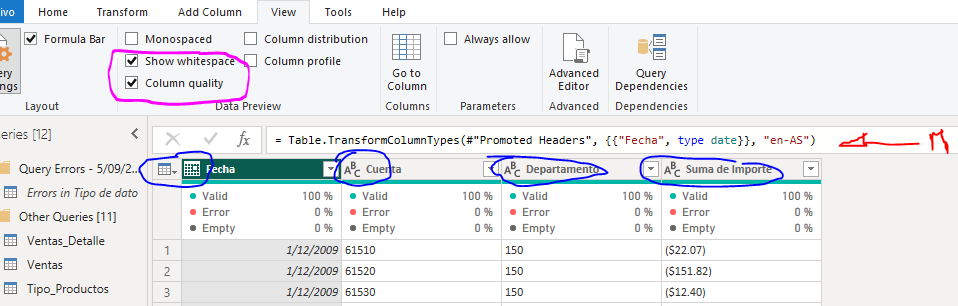 ivo Home Transform Add Column View Tools Help
Formula Bar Monospaced Column distribution Always allow
Show whitespace Column profile
Column quality
Go to Column
Advanced Editor
Query Dependencies
Layout Data Preview Columns Parameters Advanced Dependencies
eries [12]
fx = Table.TransformColumnTypes(#"Promoted Headers", {{"Fecha", type date}}, "en-AS") M
Query Errors - 5/09/2...
Errors in Tipo de dato
Other Queries [11]
Ventas_Detalle
Ventas
Tipo_Productos
Fecha ABC Cuenta ABC Departamento ABC Suma de Importe
Valid 100 % Valid 100 % Valid 100 % Valid 100 %
Error 0 % Error 0 % Error 0 % Error 0 %
Empty 0 % Empty 0 % Empty 0 % Empty 0 %
1 1/12/2009 61510 150 ($22.07)
2 1/12/2009 61520 150 ($151.82)
3 1/12/2009 61530 150 ($12.40)